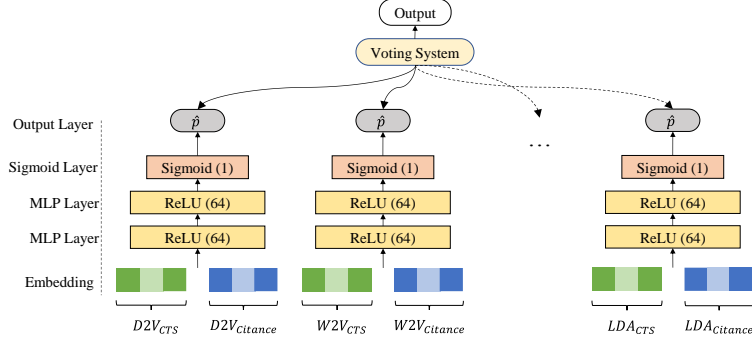 Output
Voting System
Output Layer p̂ p̂ p̂
...
Sigmoid Layer Sigmoid (1) Sigmoid (1) Sigmoid (1)
MLP Layer ReLU (64) ReLU (64) ReLU (64)
MLP Layer ReLU (64) ReLU (64) ReLU (64)
Embedding
D2V_CTS D2V_Citance W2V_CTS W2V_Citance LDA_CTS LDA_Citance